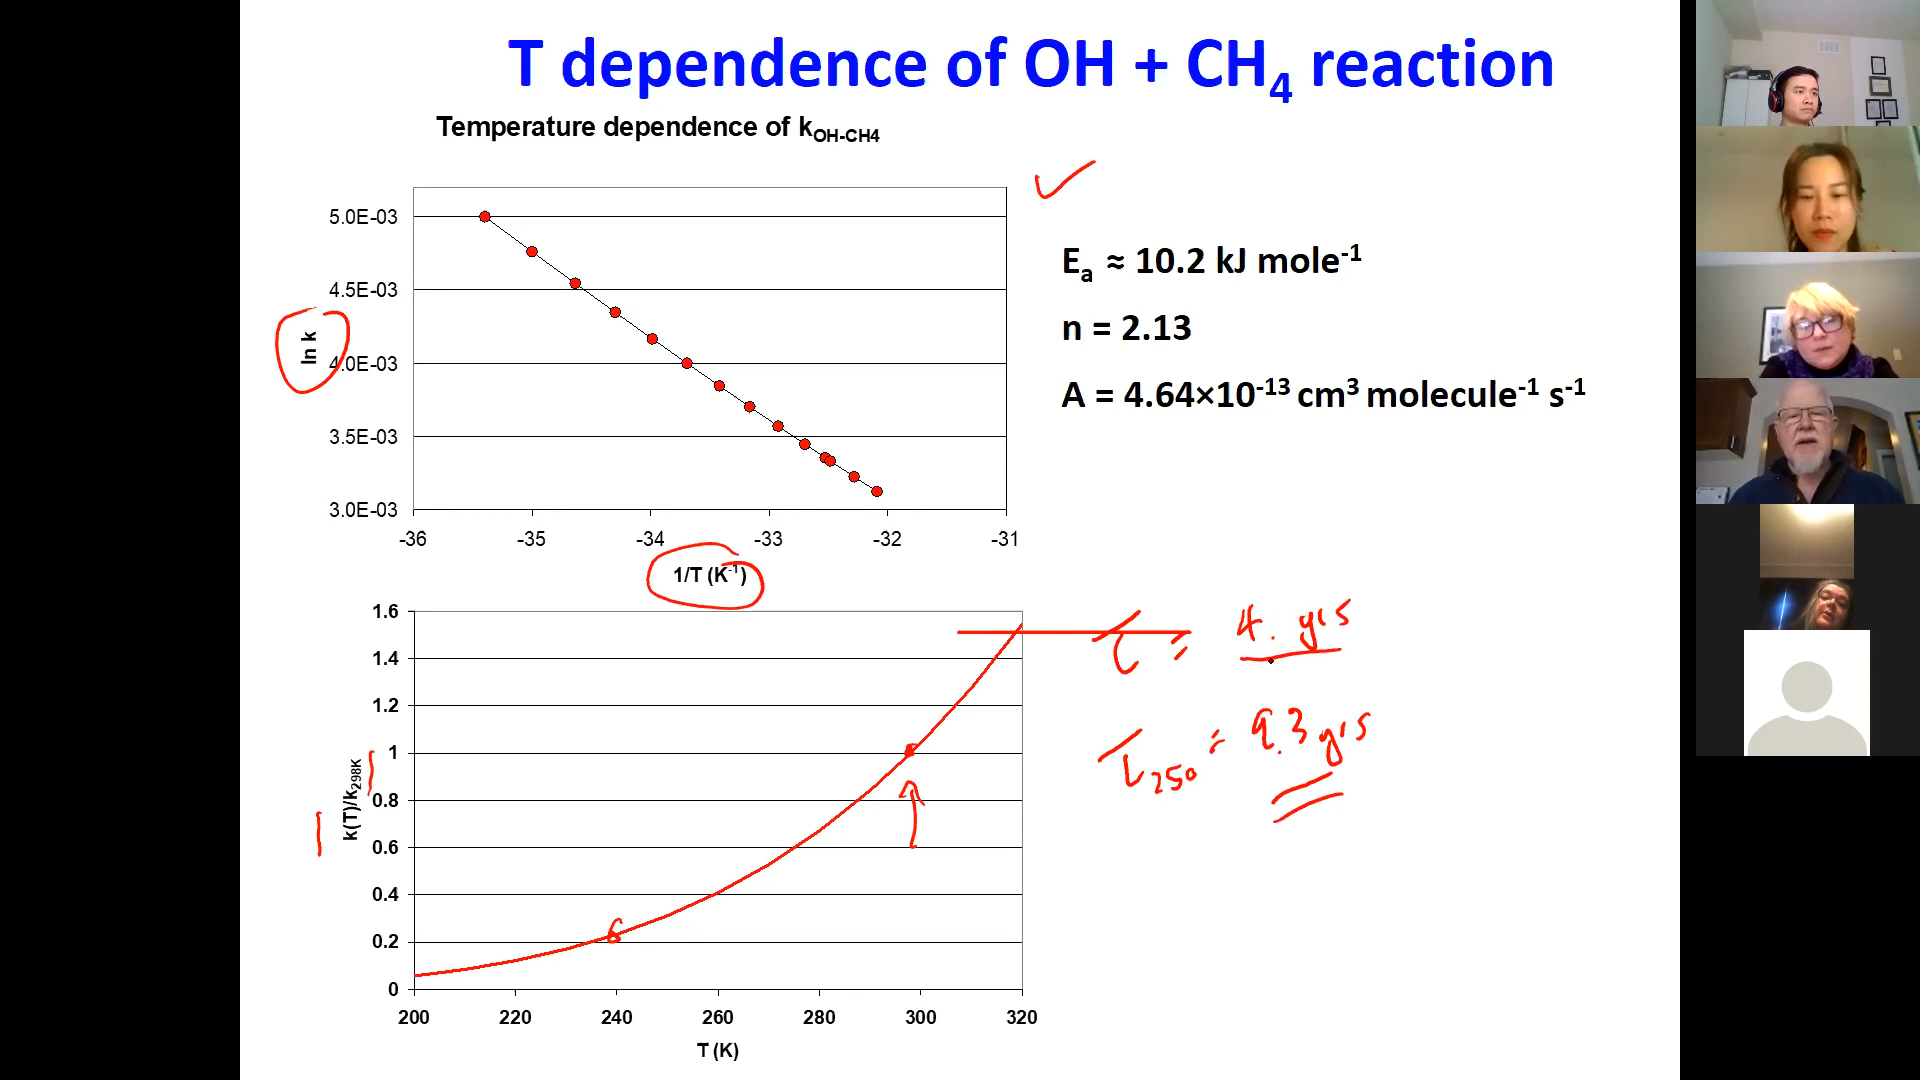 T dependence of OH + CH4 reaction
Temperature dependence of kOH-CH4
5.0E-03
4.5E-03
4.0E-03
3.5E-03
3.0E-03
ln k
-36 -35 -34 -33 -32 -31
1/T (K-1)
Ea ≈ 10.2 kJ mole-1
n = 2.13
A = 4.64×10-13 cm3 molecule-1 s-1
1.6
1.4
1.2
1
0.8
0.6
0.4
0.2
0
k(T)/k298K
200 220 240 260 280 300 320
T (K)
τ = 4. yrs
τ250 = 9.3 yrs